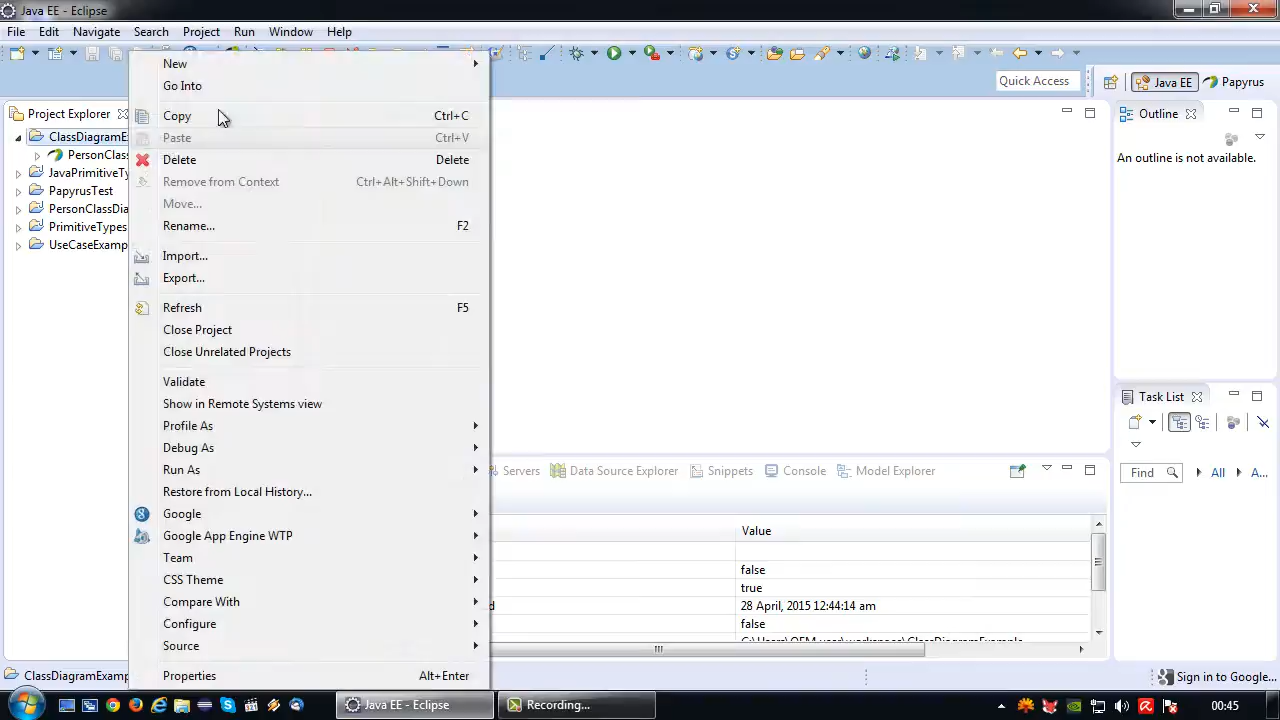 Java EE - Eclipse
File Edit Navigate Search Project Run Window Help
Quick Access
Java EE
Papyrus
Project Explorer
ClassDiagramE
PersonClass
JavaPrimitiveTy
PapyrusTest
PersonClassDia
PrimitiveTypes
UseCaseExamp
New
Go Into
Copy Ctrl+C
Paste Ctrl+V
Delete Delete
Remove from Context Ctrl+Alt+Shift+Down
Move...
Rename... F2
Import...
Export...
Refresh F5
Close Project
Close Unrelated Projects
Validate
Show in Remote Systems view
Profile As
Debug As
Run As
Restore from Local History...
Google
Google App Engine WTP
Team
CSS Theme
Compare With
Configure
Source
Properties Alt+Enter
Outline
An outline is not available.
Task List
Find All A...
Servers Data Source Explorer Snippets Console Model Explorer
Value
false
true
d 28 April, 2015 12:44:14 am
false
C:\Users\OEM user\workspace\ClassDiagramExample
ClassDiagramExamp
Sign in to Google...
Java EE - Eclipse
Recording...
00:45